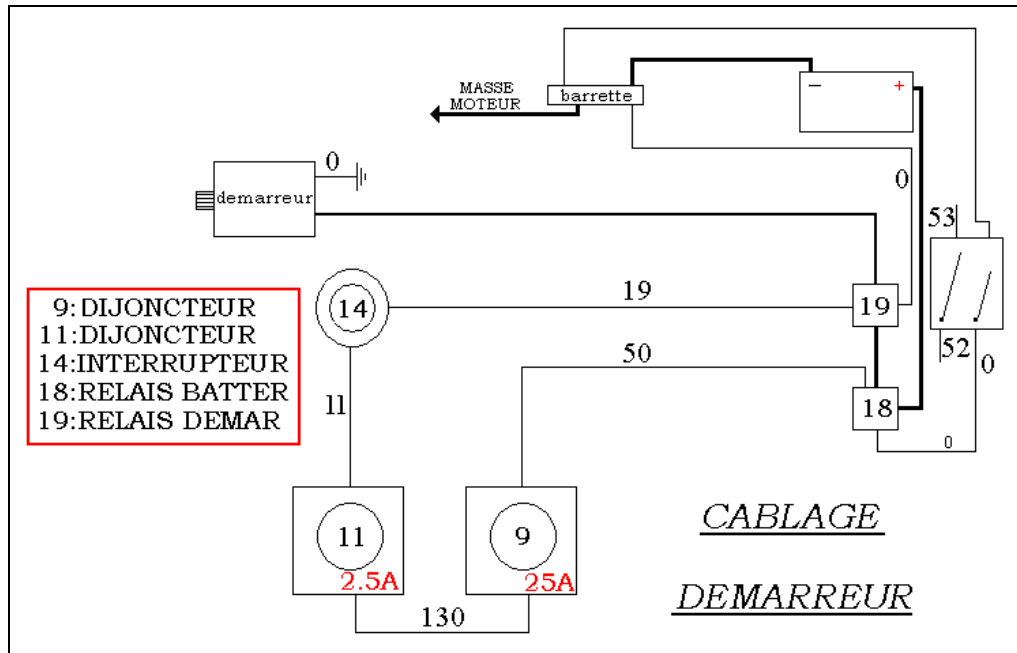 MASSE
MOTEUR
barrette
− +
0
demarreur
0
53
14
19
19
9:DIJONCTEUR
11:DIJONCTEUR
14:INTERRUPTEUR
18:RELAIS BATTER
19:RELAIS DEMAR
50
52
0
11
18
0
11
2.5A
9
25A
130
CABLAGE
DEMARREUR